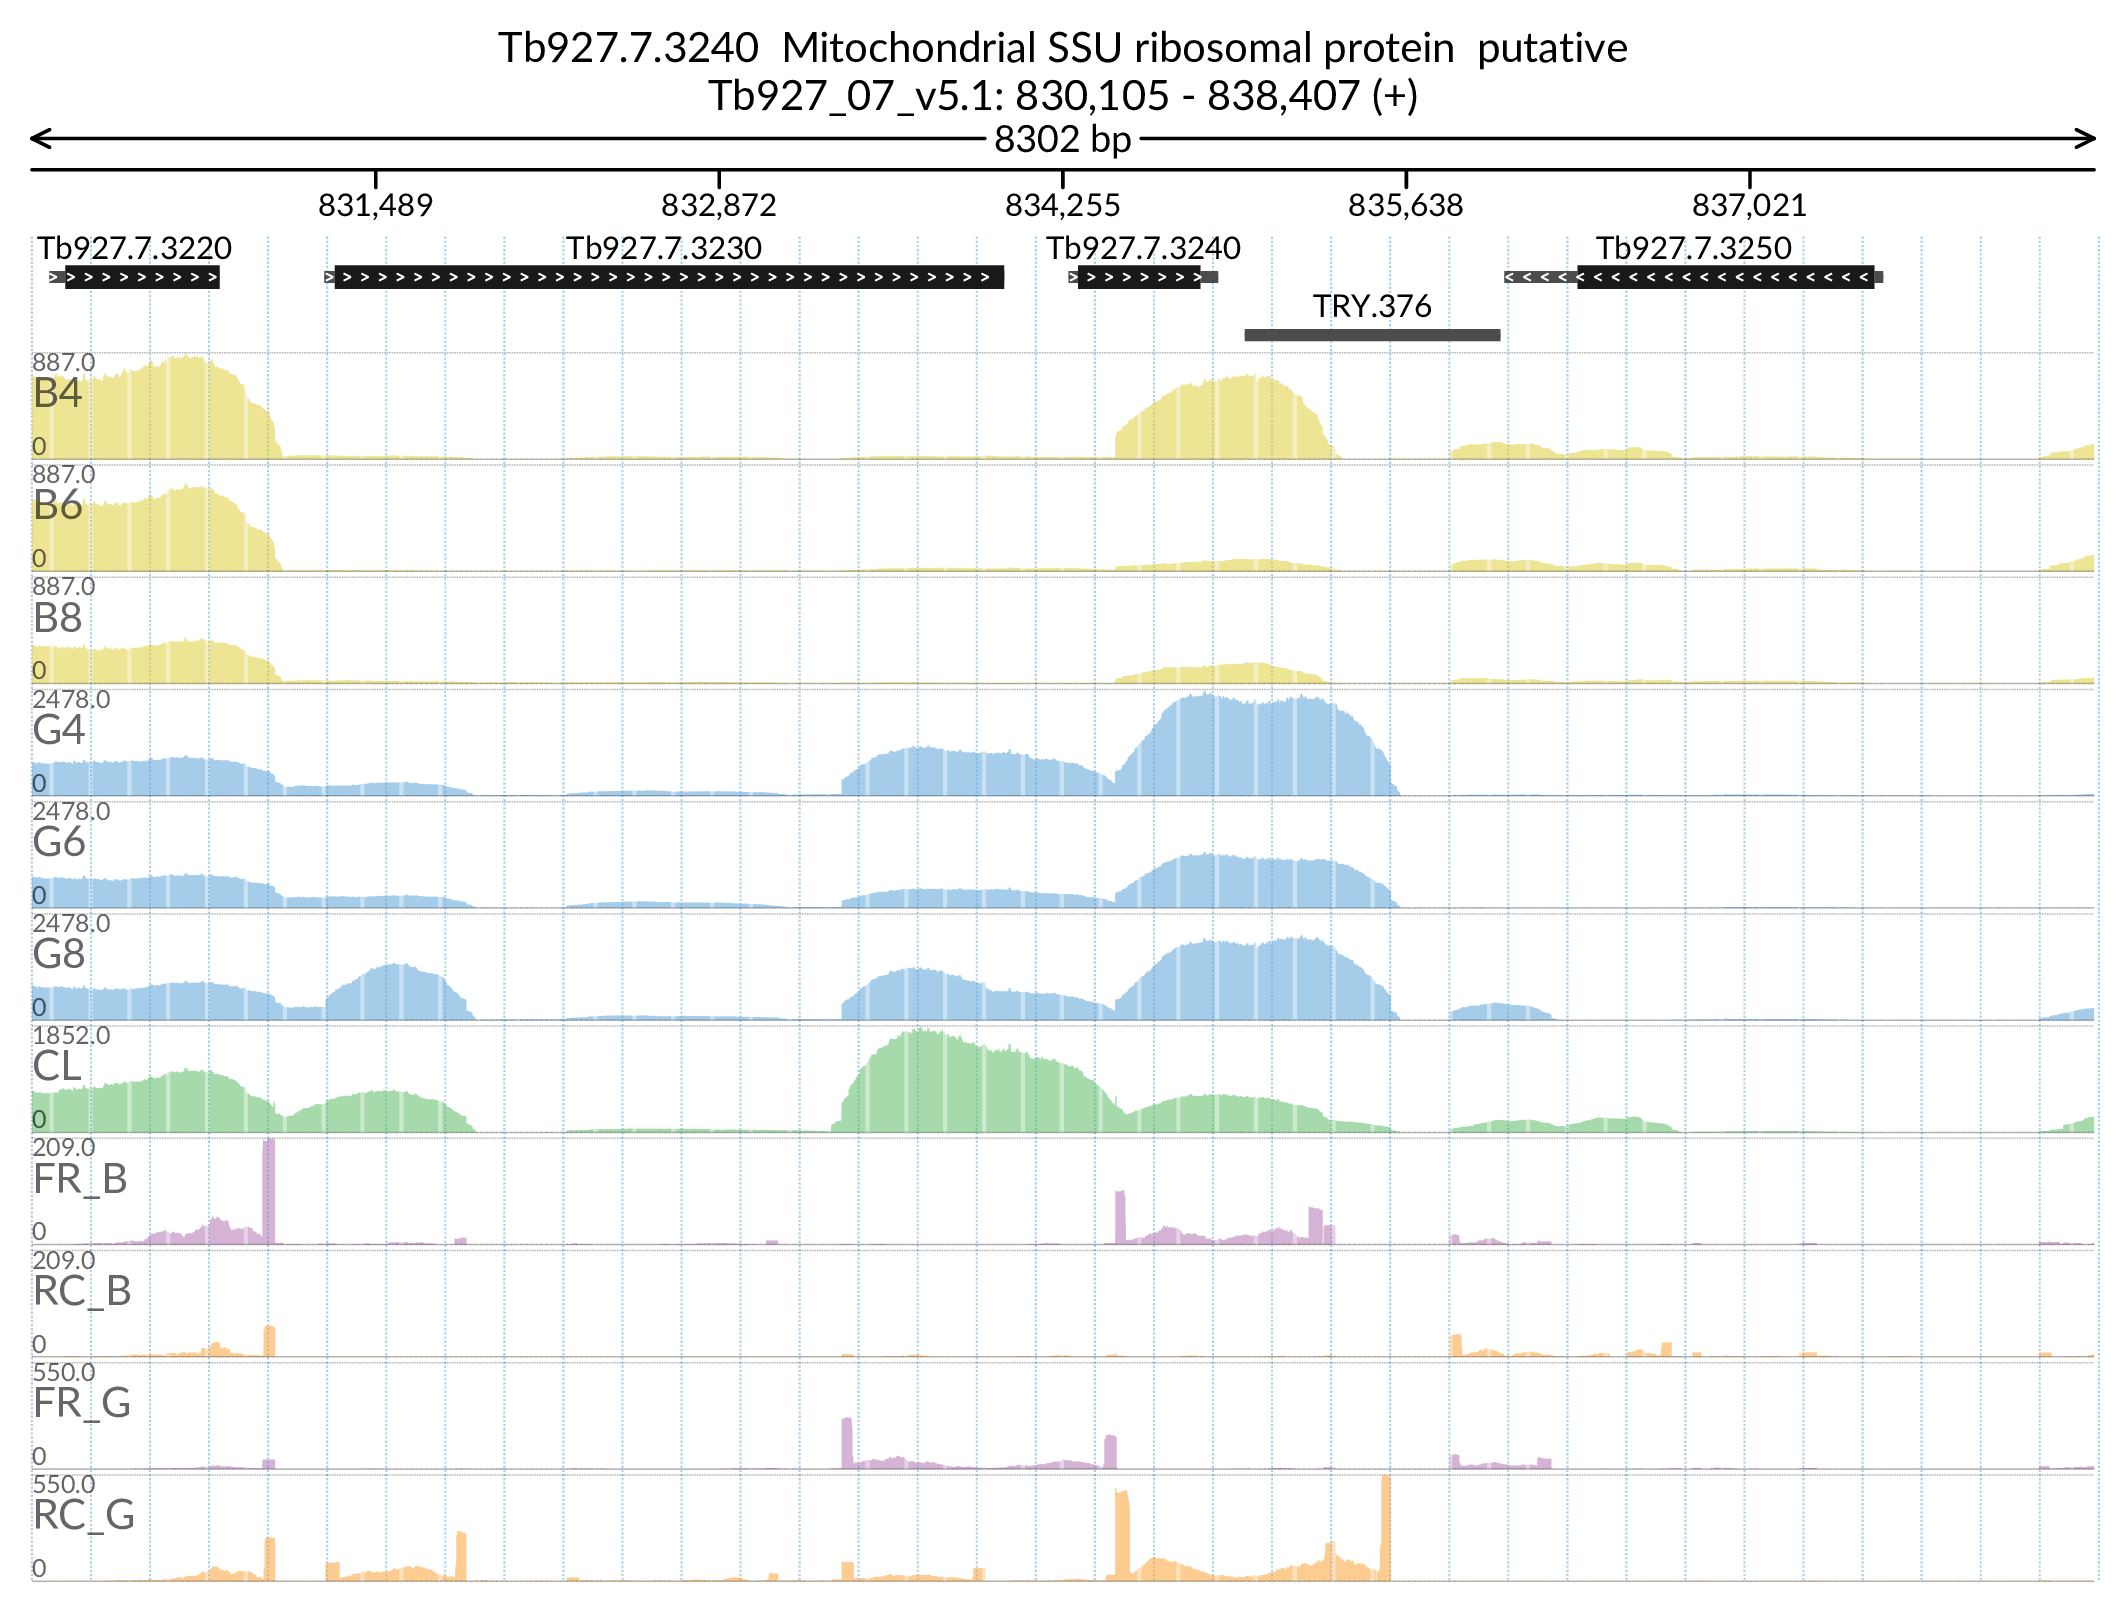 Tb927.7.3240  Mitochondrial SSU ribosomal protein  putative
Tb927_07_v5.1: 830,105 - 838,407 (+)
8302 bp
831,489 832,872 834,255 835,638 837,021
Tb927.7.3220 Tb927.7.3230 Tb927.7.3240 Tb927.7.3250
TRY.376
887.0
B4
0
887.0
B6
0
887.0
B8
0
2478.0
G4
0
2478.0
G6
0
2478.0
G8
0
1852.0
CL
0
209.0
FR_B
0
209.0
RC_B
0
550.0
FR_G
0
550.0
RC_G
0